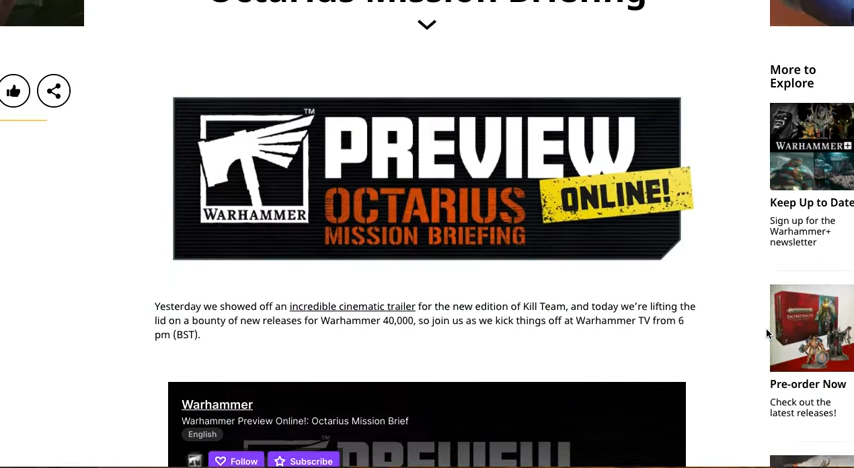 Octarius Mission Briefing
PREVIEW
OCTARIUS
MISSION BRIEFING
ONLINE!
TM
WARHAMMER
Yesterday we showed off an incredible cinematic trailer for the new edition of Kill Team, and today we're lifting the
lid on a bounty of new releases for Warhammer 40,000, so join us as we kick things off at Warhammer TV from 6
pm (BST).
Warhammer
Warhammer Preview Online!: Octarius Mission Brief
English
Follow
Subscribe
PREVIEW
More to
Explore
WARHAMMER+
Keep Up to Date
Sign up for the
Warhammer+
newsletter
DOMINION
Pre-order Now
Check out the
latest releases!